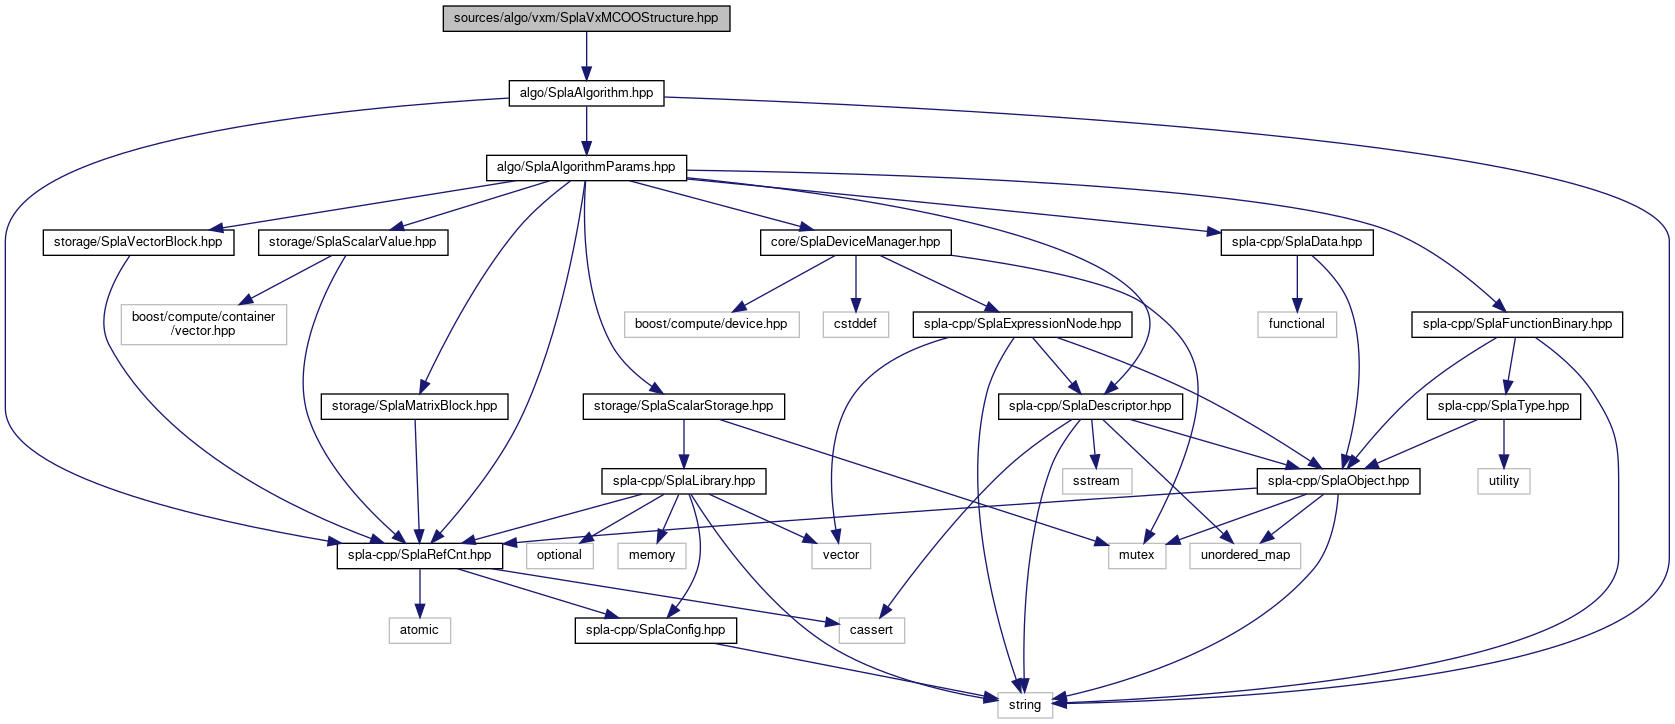 sources/algo/vxm/SplaVxMCOOStructure.hpp
algo/SplaAlgorithm.hpp
algo/SplaAlgorithmParams.hpp
storage/SplaVectorBlock.hpp
storage/SplaScalarValue.hpp
core/SplaDeviceManager.hpp
spla-cpp/SplaData.hpp
boost/compute/container
/vector.hpp
boost/compute/device.hpp
cstddef
spla-cpp/SplaExpressionNode.hpp
functional
spla-cpp/SplaFunctionBinary.hpp
storage/SplaMatrixBlock.hpp
storage/SplaScalarStorage.hpp
spla-cpp/SplaDescriptor.hpp
spla-cpp/SplaType.hpp
spla-cpp/SplaLibrary.hpp
sstream
spla-cpp/SplaObject.hpp
utility
spla-cpp/SplaRefCnt.hpp
optional
memory
vector
mutex
unordered_map
atomic
spla-cpp/SplaConfig.hpp
cassert
string